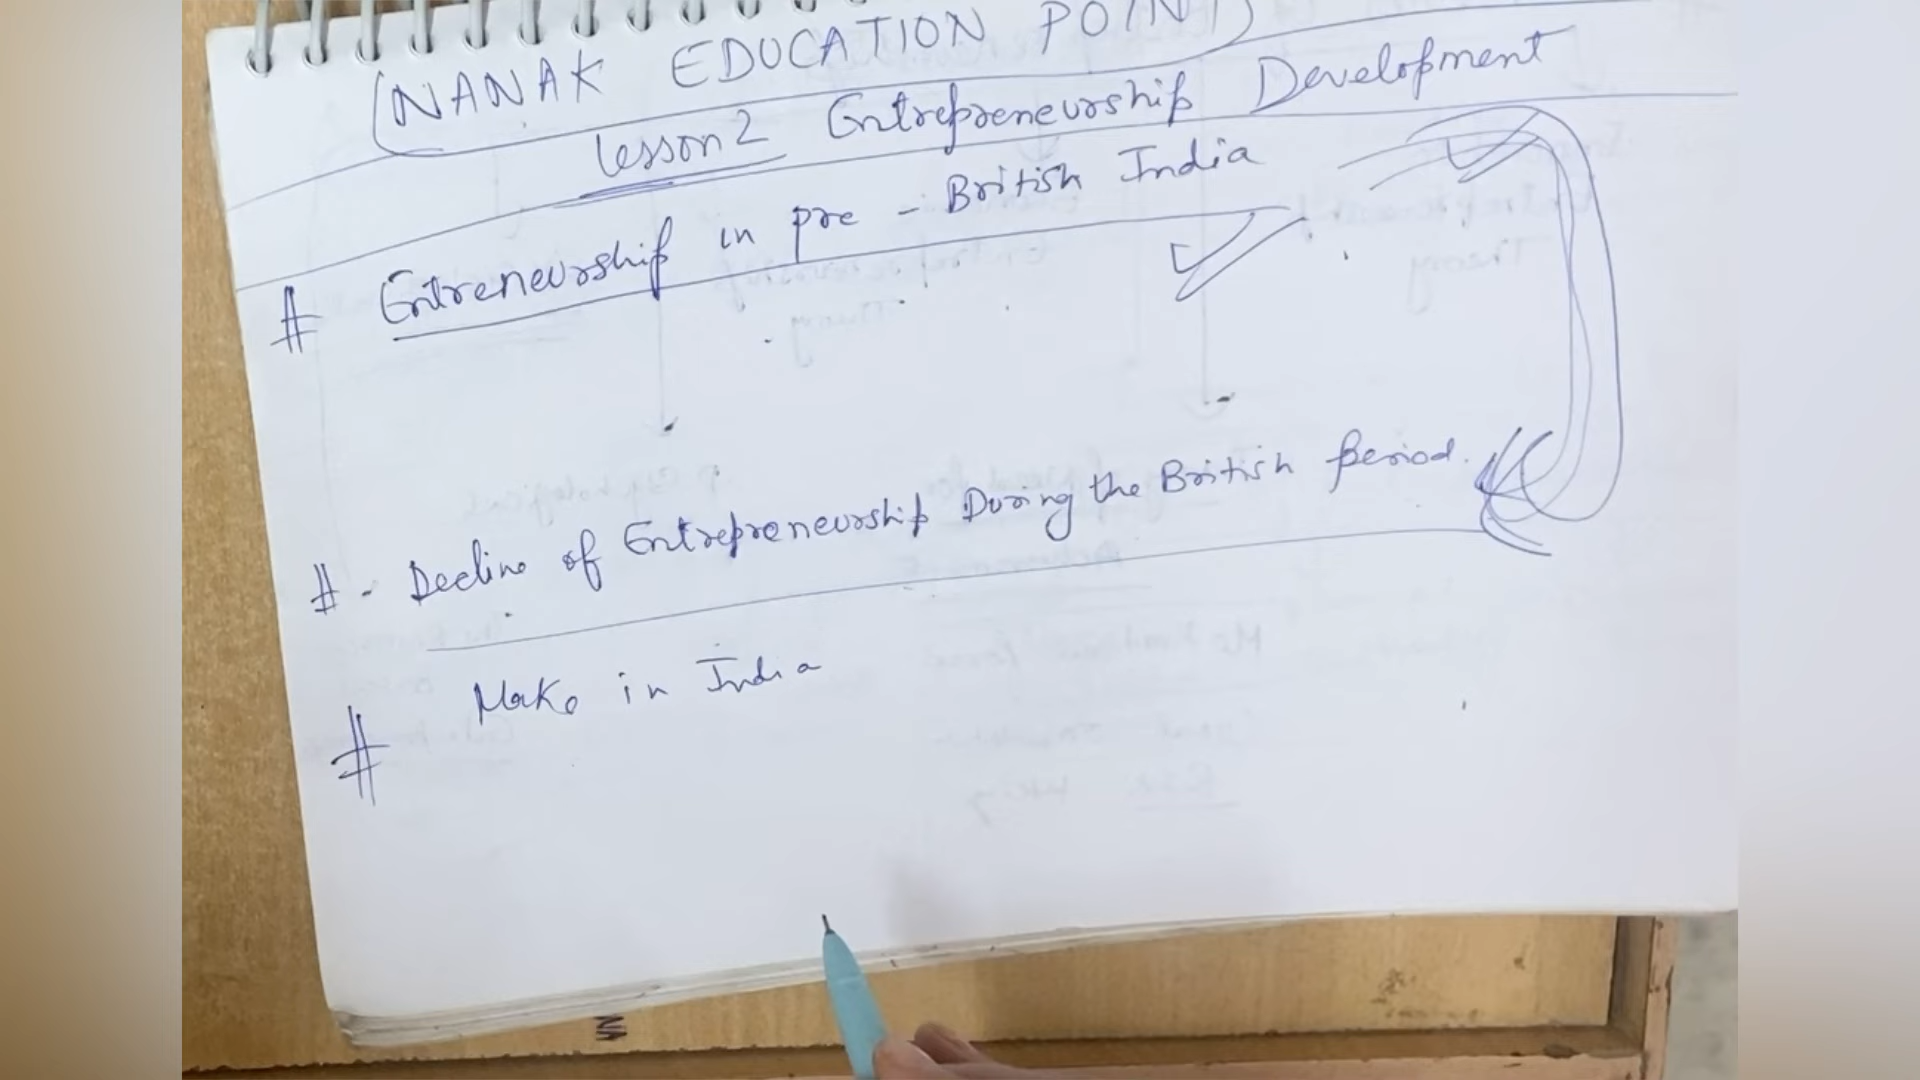 (NANAK EDUCATION POINT)
Lesson 2 Entrepreneurship Development
# Entreneurship in pre - British India
# - Decline of Entrepreneurship During the British period.
# Make in India
NA